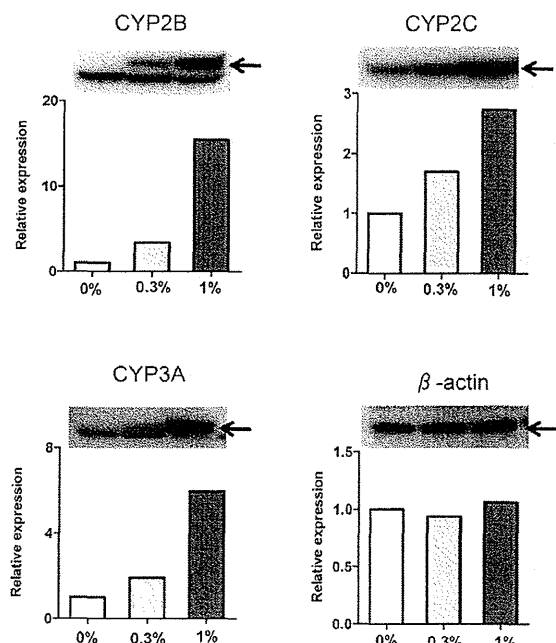 CYP2B
20
10
0
Relative expression
0% 0.3% 1%
CYP2C
3
2
1
0
Relative expression
0% 0.3% 1%
CYP3A
8
4
0
Relative expression
0% 0.3% 1%
β-actin
1.5
1.0
0.5
0.0
Relative expression
0% 0.3% 1%